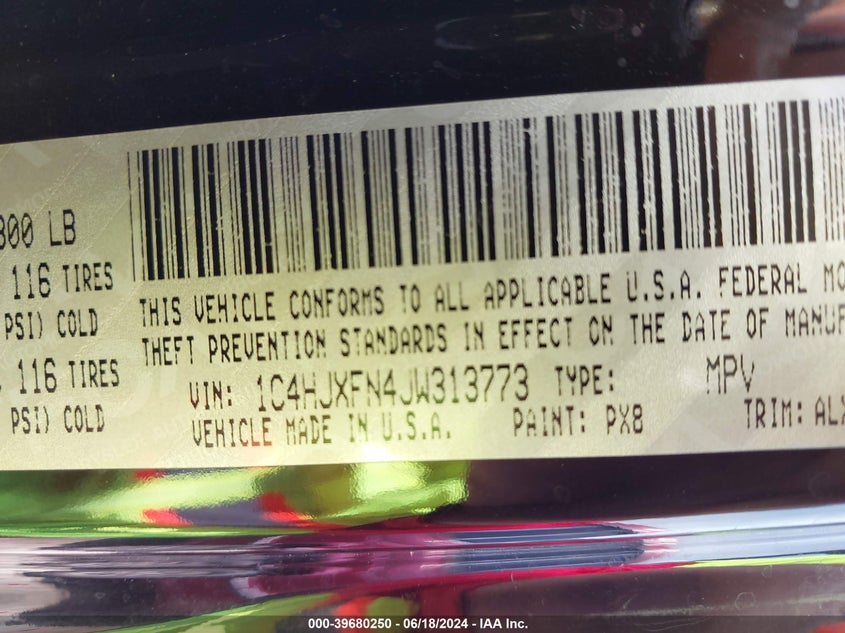 800 LB
116 TIRES
PSI) COLD
116 TIRES
PSI) COLD
THIS VEHICLE CONFORMS TO ALL APPLICABLE U.S.A. FEDERAL MO
THEFT PREVENTION STANDARDS IN EFFECT ON THE DATE OF MANUF
VIN: 1C4HJXFN4JW313773 TYPE: MPV
VEHICLE MADE IN U.S.A. PAINT: PX8 TRIM: ALX
000-39680250 - 06/18/2024 - IAA Inc.